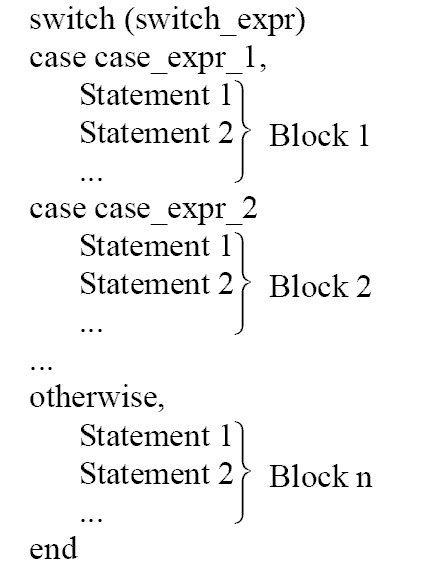 switch (switch_expr)
case case_expr_1,
Statement 1
Statement 2 Block 1
...
case case_expr_2
Statement 1
Statement 2 Block 2
...
...
otherwise,
Statement 1
Statement 2 Block n
...
end